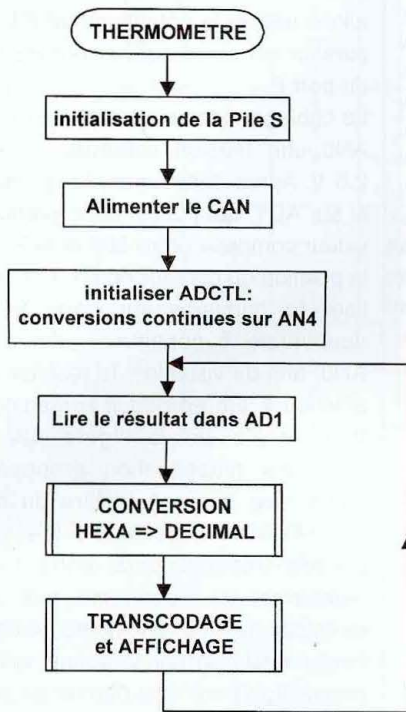 THERMOMETRE
initialisation de la Pile S
Alimenter le CAN
initialiser ADCTL:
conversions continues sur AN4
Lire le résultat dans AD1
CONVERSION
HEXA => DECIMAL
TRANSCODAGE
et AFFICHAGE